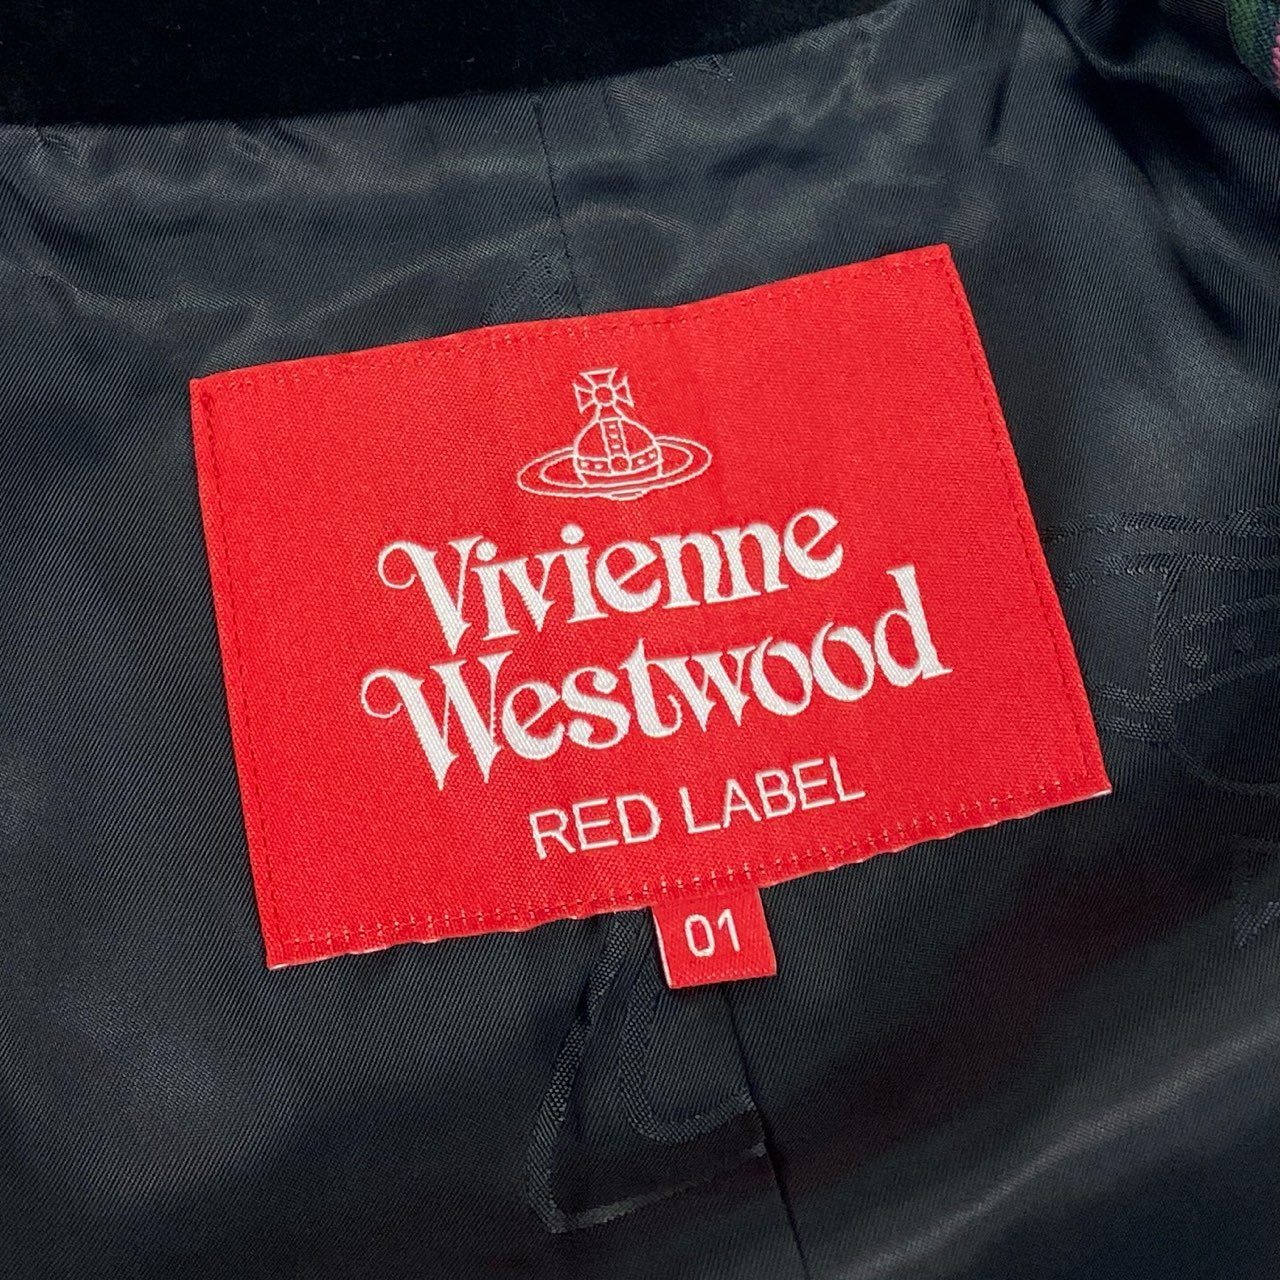 Vivienne
Westwood
RED LABEL
01